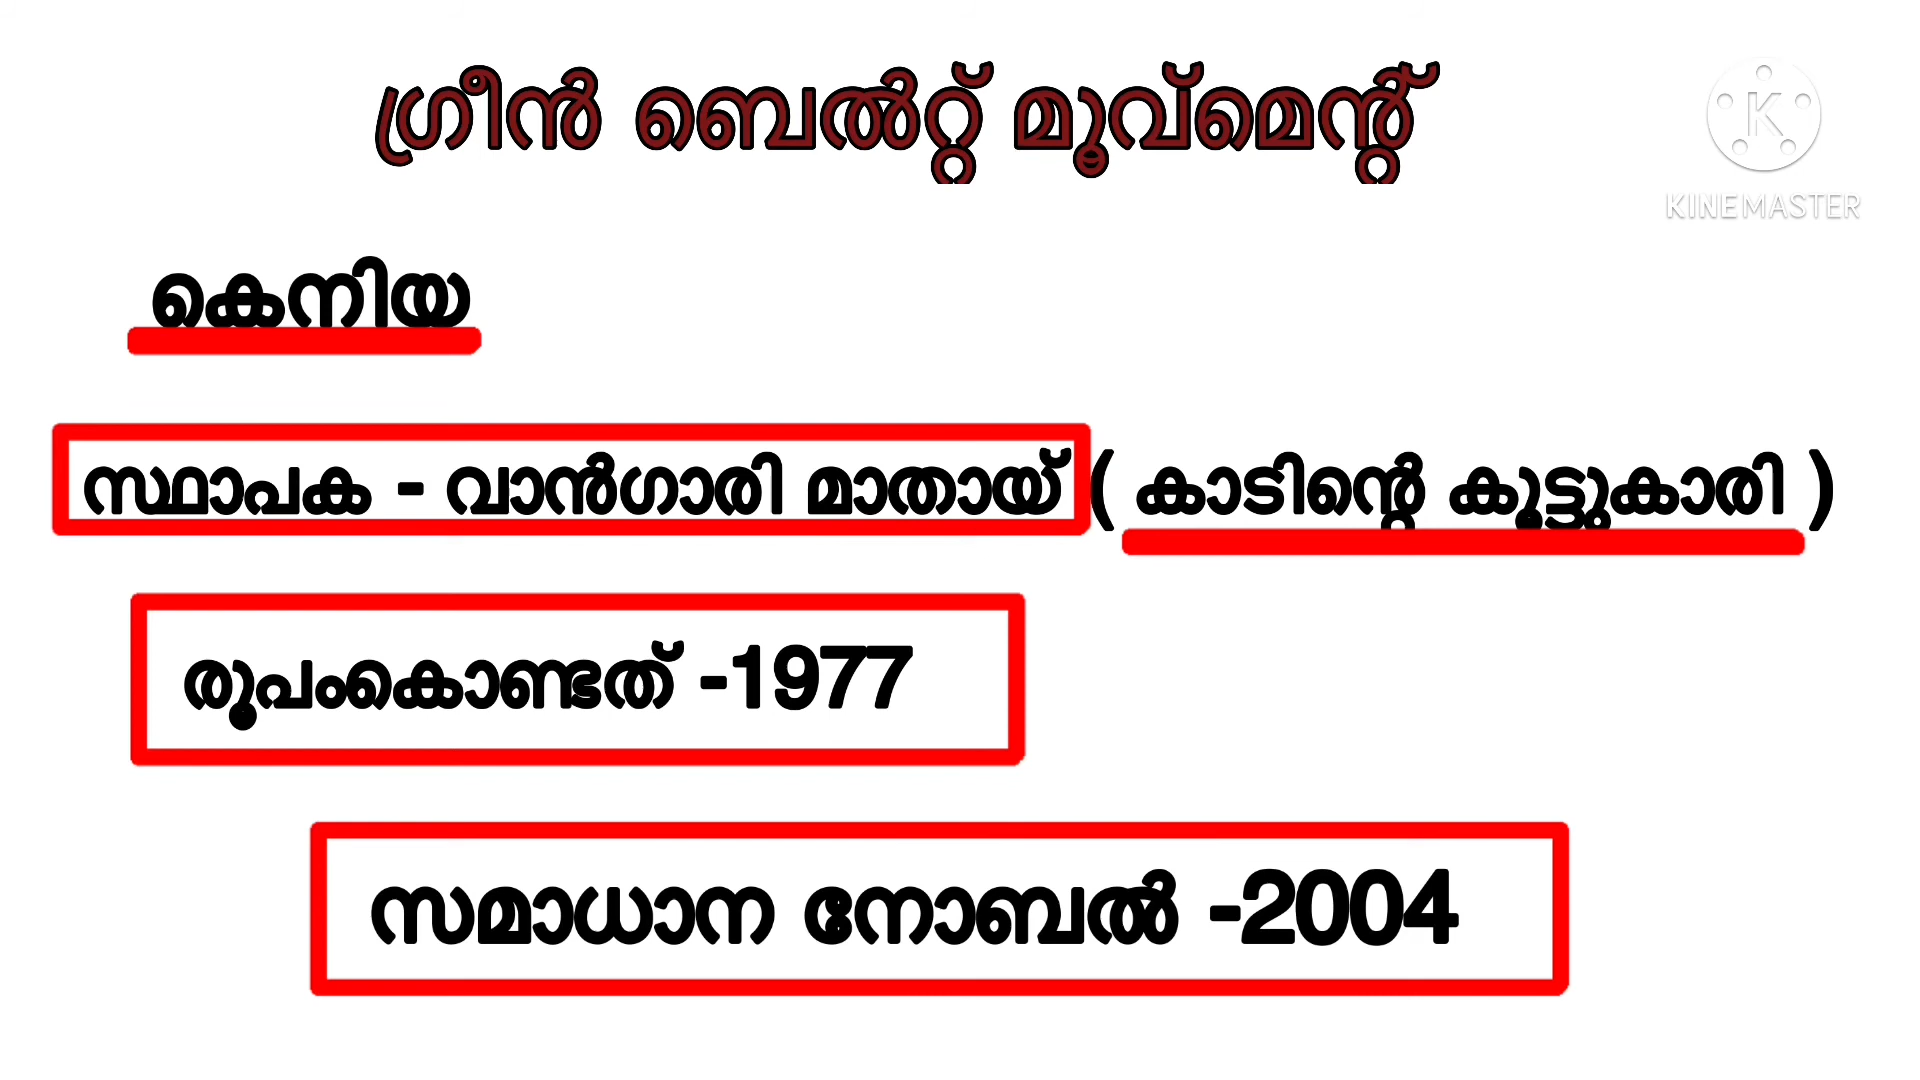 ഗ്രീൻ ബെൽറ്റ് മൂവ്മെന്റ്
KINEMASTER
കെനിയ
സ്ഥാപക - വാൻഗാരി മാതായ് ( കാടിന്റെ കൂട്ടുകാരി )
രൂപംകൊണ്ടത് -1977
സമാധാന നോബൽ -2004